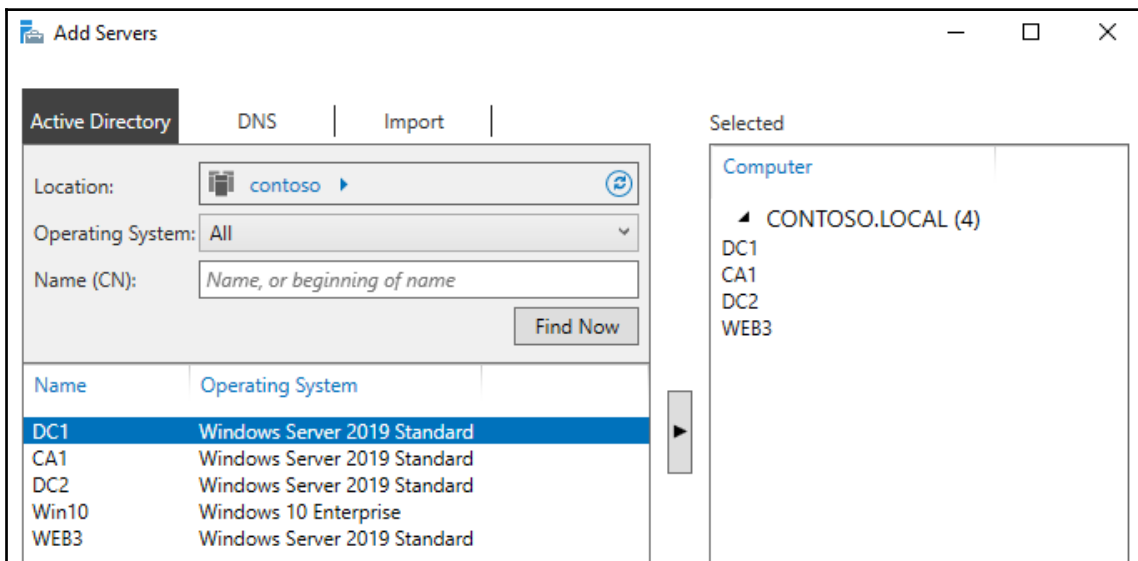 Add Servers
Active Directory DNS Import
Location: contoso
Operating System: All
Name (CN): Name, or beginning of name
Find Now
Name Operating System
DC1 Windows Server 2019 Standard
CA1 Windows Server 2019 Standard
DC2 Windows Server 2019 Standard
Win10 Windows 10 Enterprise
WEB3 Windows Server 2019 Standard
Selected
Computer
CONTOSO.LOCAL (4)
DC1
CA1
DC2
WEB3